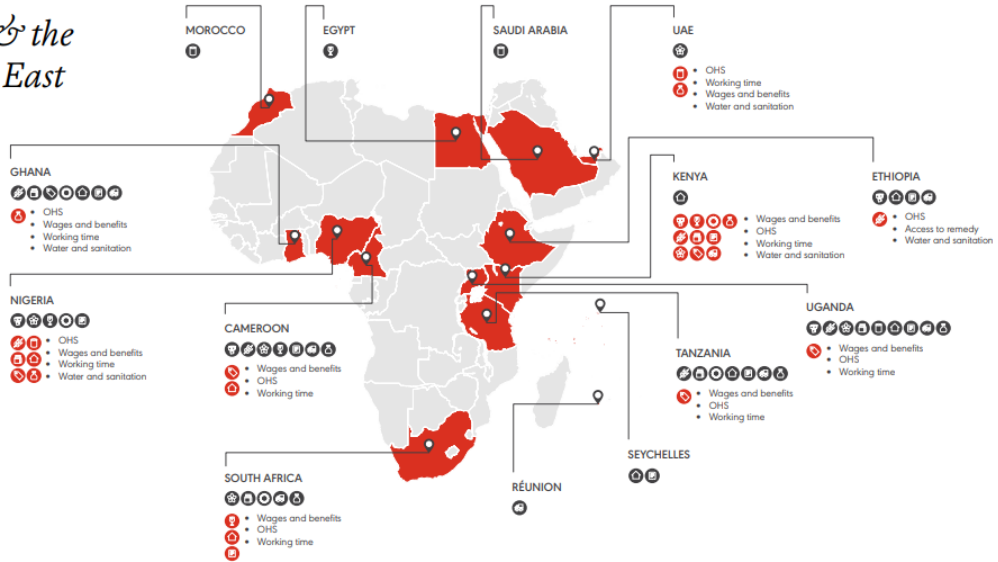 & the
East
MOROCCO
EGYPT
SAUDI ARABIA
UAE
OHS
Working time
Wages and benefits
Water and sanitation
GHANA
OHS
Wages and benefits
Working time
Water and sanitation
KENYA
Wages and benefits
OHS
Working time
Water and sanitation
ETHIOPIA
OHS
Access to remedy
Water and sanitation
NIGERIA
OHS
Wages and benefits
Working time
Water and sanitation
CAMEROON
Wages and benefits
OHS
Working time
UGANDA
Wages and benefits
OHS
Working time
TANZANIA
Wages and benefits
OHS
Working time
SOUTH AFRICA
Wages and benefits
OHS
Working time
RÉUNION
SEYCHELLES